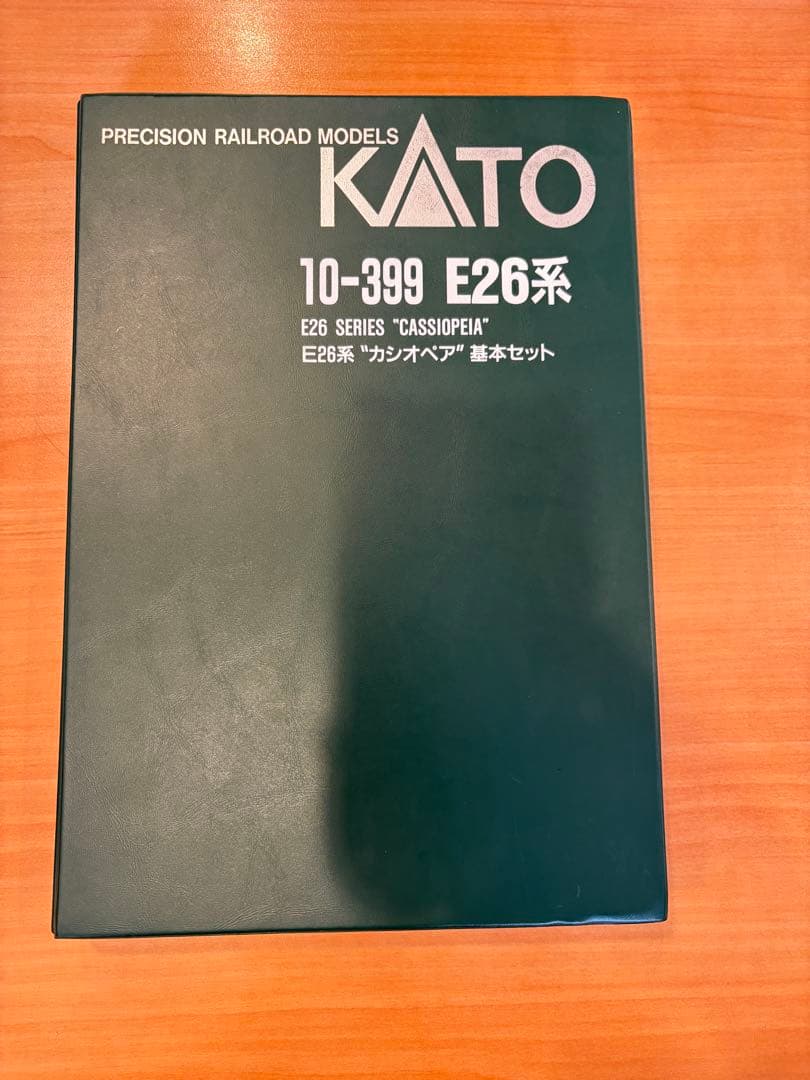 PRECISION RAILROAD MODELS
KATO
10-399 E26系
E26 SERIES "CASSIOPEIA"
E26系 "カシオペア" 基本セット